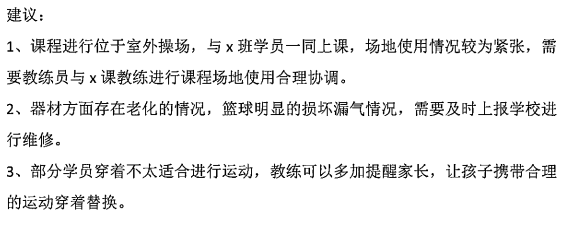 建议：
1、课程进行位于室外操场，与 x 班学员一同上课，场地使用情况较为紧张，需
要教练员与 x 课教练进行课程场地使用合理协调。
2、器材方面存在老化的情况，篮球明显的损坏漏气情况，需要及时上报学校进
行维修。
3、部分学员穿着不太适合进行运动，教练可以多加提醒家长，让孩子携带合理
的运动穿着替换。